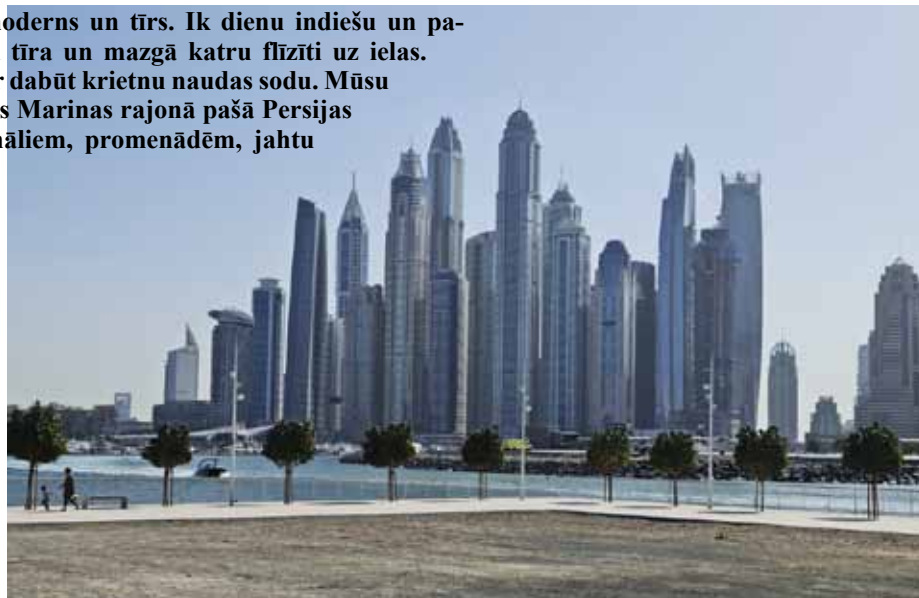 oderns un tīrs. Ik dienu indiešu un pa-
tīra un mazgā katru flīzīti uz ielas.
dabūt krietnu naudas sodu. Mūsu
s Marinas rajonā pašā Persijas
āliem, promenādēm, jahtu